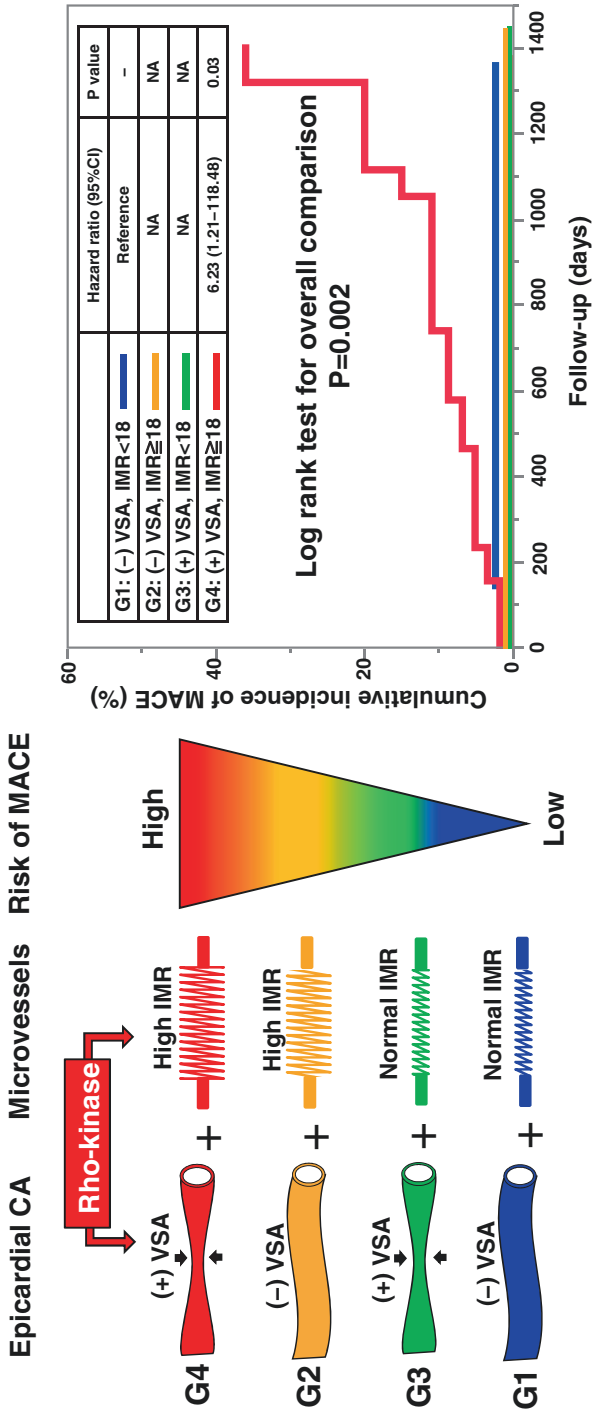 Epicardial CA Microvessels Risk of MACE
Rho-kinase
G4 (+) VSA + High IMR
G2 (−) VSA + High IMR
G3 (+) VSA + Normal IMR
G1 (−) VSA + Normal IMR
High
Low
Cumulative incidence of MACE (%)
60
40
20
0
Hazard ratio (95%CI) P value
G1: (−) VSA, IMR<18 Reference –
G2: (−) VSA, IMR≧18 NA NA
G3: (+) VSA, IMR<18 NA NA
G4: (+) VSA, IMR≧18 6.23 (1.21–118.48) 0.03
Log rank test for overall comparison
P=0.002
0 200 400 600 800 1000 1200 1400
Follow-up (days)